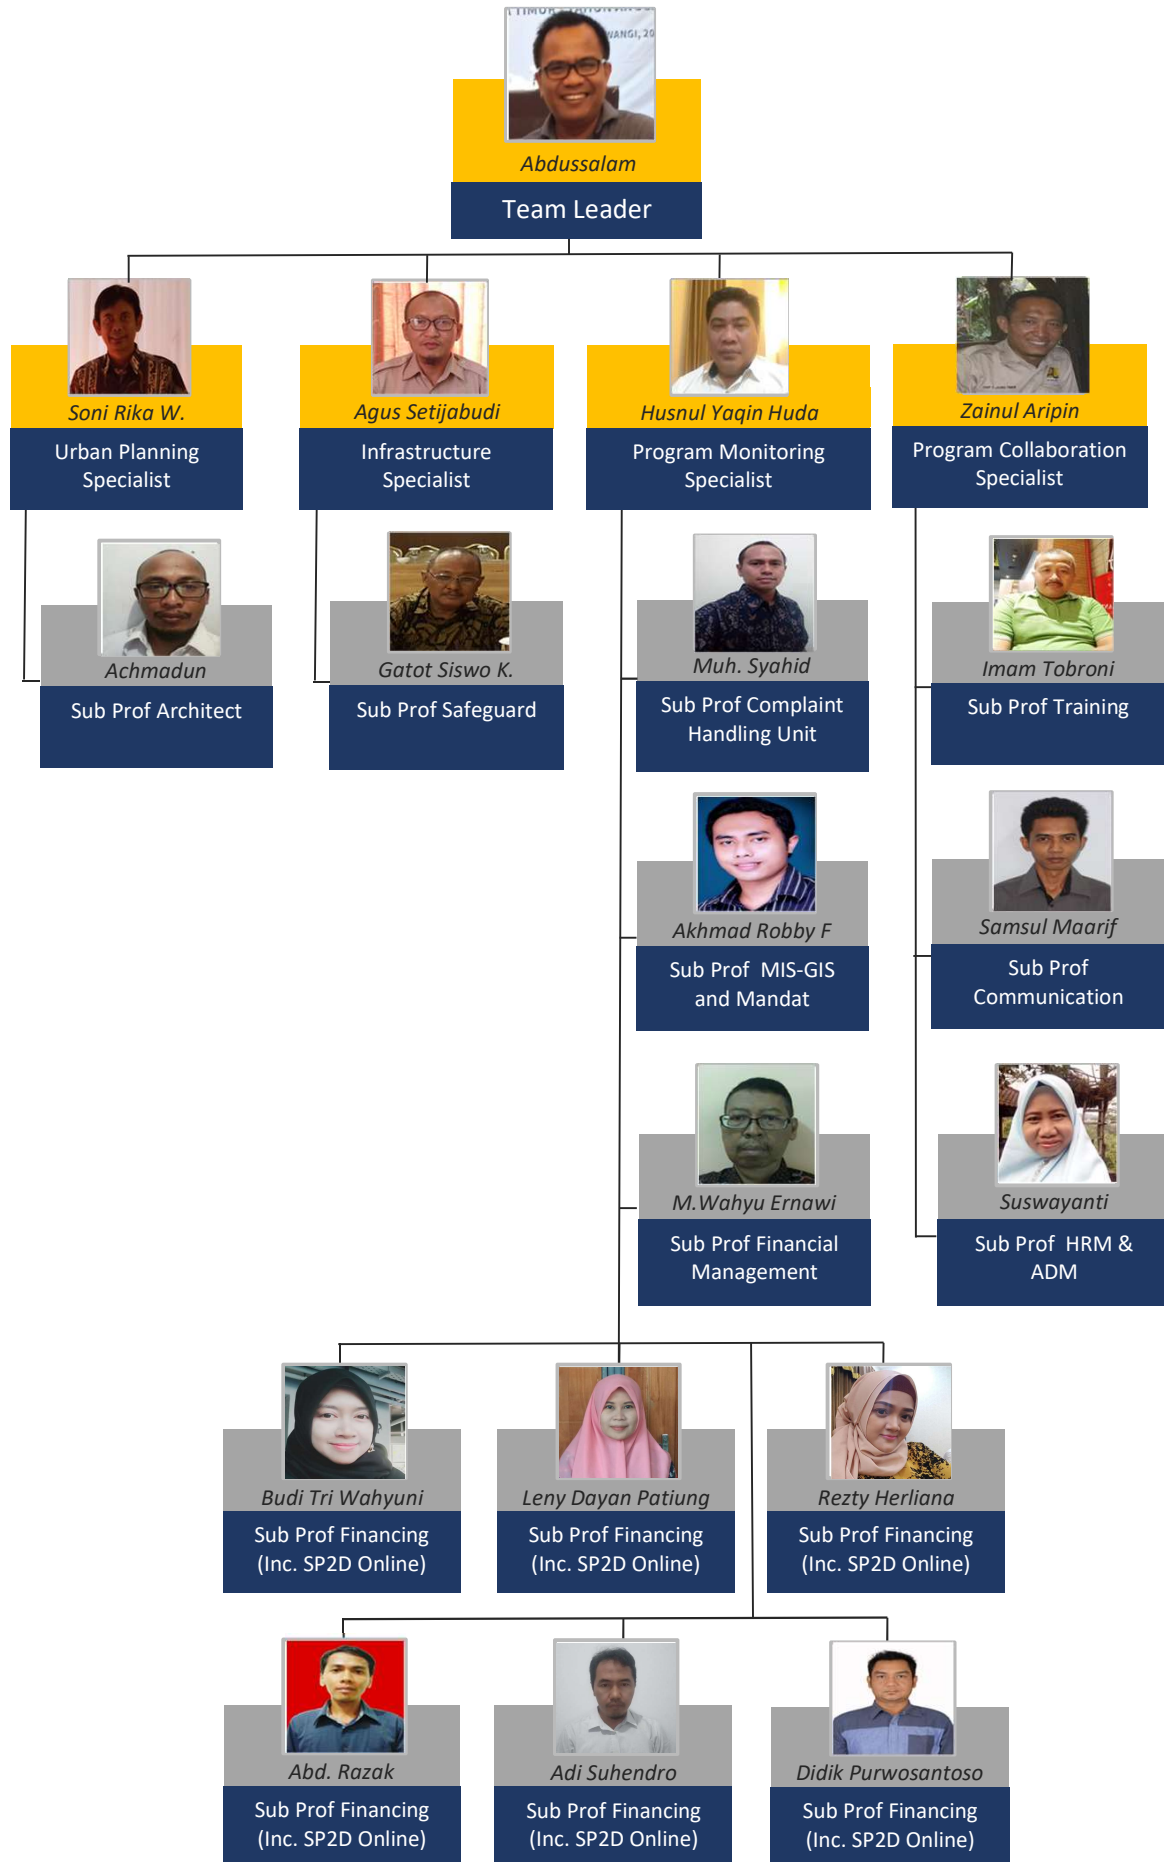 TIMUR TAHUN
WANGI, 20
Abdussalam
Team Leader
Soni Rika W.
Urban Planning
Specialist
Agus Setijabudi
Infrastructure
Specialist
Husnul Yaqin Huda
Program Monitoring
Specialist
Zainul Aripin
Program Collaboration
Specialist
Achmadun
Sub Prof Architect
Gatot Siswo K.
Sub Prof Safeguard
Muh. Syahid
Sub Prof Complaint
Handling Unit
Imam Tobroni
Sub Prof Training
Akhmad Robby F
Sub Prof  MIS-GIS
and Mandat
Samsul Maarif
Sub Prof
Communication
M.Wahyu Ernawi
Sub Prof Financial
Management
Suswayanti
Sub Prof  HRM &
ADM
Budi Tri Wahyuni
Sub Prof Financing
(Inc. SP2D Online)
Leny Dayan Patiung
Sub Prof Financing
(Inc. SP2D Online)
Rezty Herliana
Sub Prof Financing
(Inc. SP2D Online)
Abd. Razak
Sub Prof Financing
(Inc. SP2D Online)
Adi Suhendro
Sub Prof Financing
(Inc. SP2D Online)
Didik Purwosantoso
Sub Prof Financing
(Inc. SP2D Online)